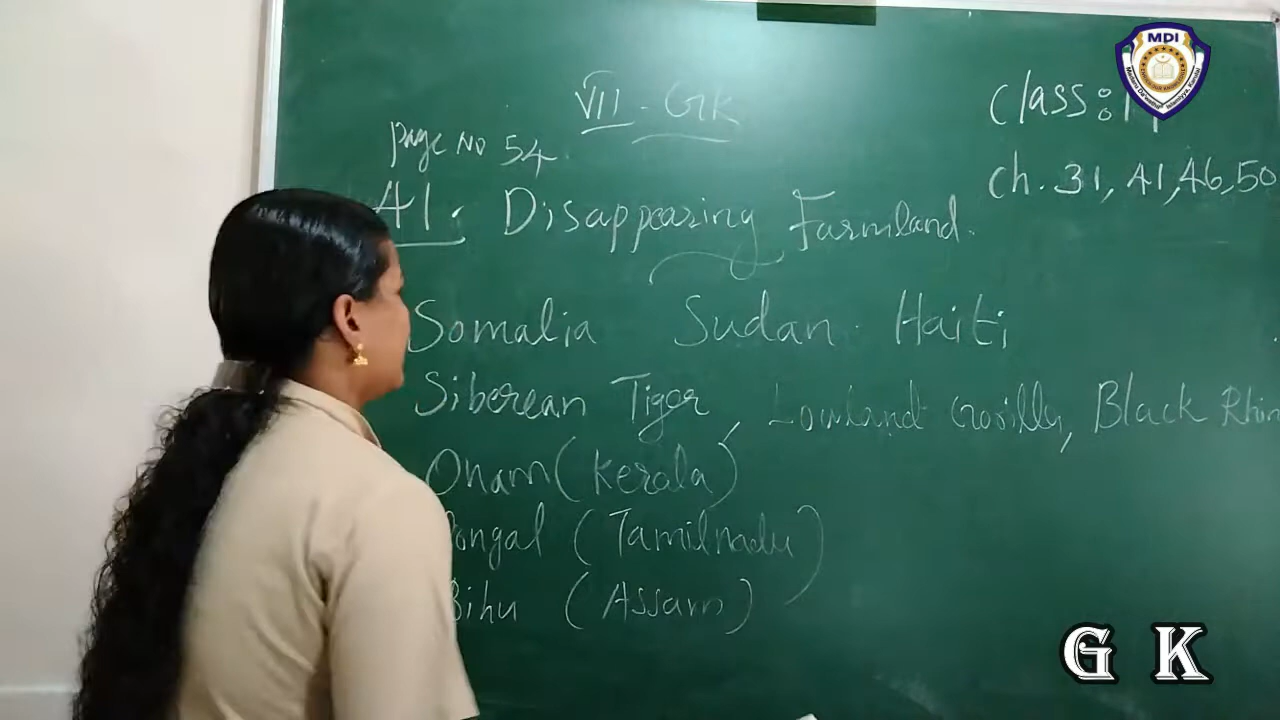 MDI
VII - GK
class:
Page No 54
ch. 31, 41, 46, 50
41. Disappearing Farmland.
Somalia Sudan. Haiti
Siberean Tiger, Lowland Gorilla, Black Rhin
Onam (Kerala)
Pongal (Tamilnadu)
Bihu (Assam)
G K